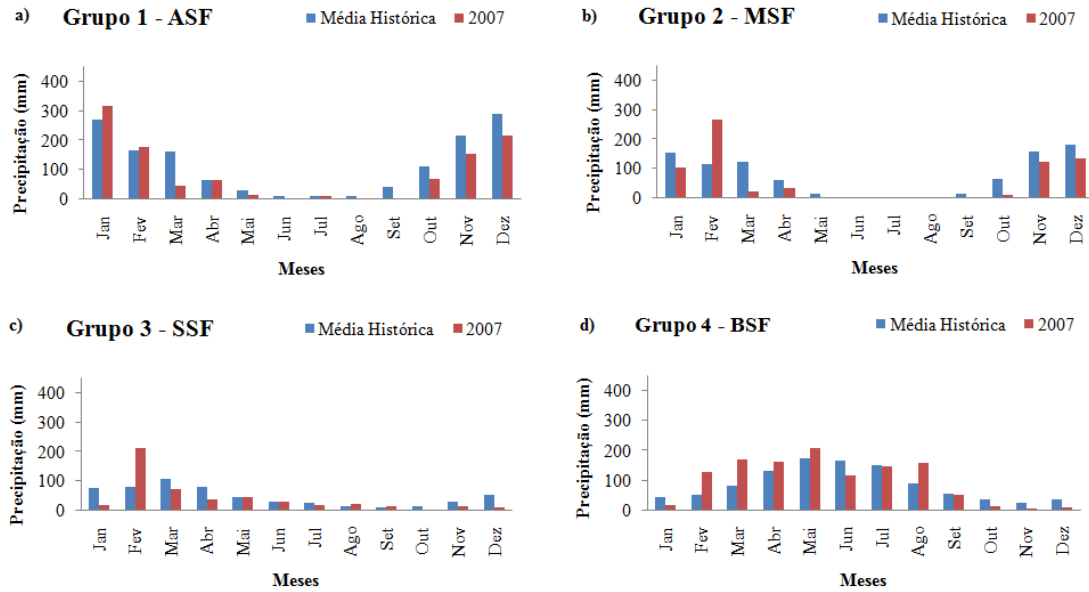 a) Grupo 1 - ASF
Média Histórica 2007
Precipitação (mm)
400
300
200
100
0
Jan Fev Mar Abr Mai Jun Jul Ago Set Out Nov Dez
Meses
b) Grupo 2 - MSF
Média Histórica 2007
Precipitação (mm)
400
300
200
100
0
Jan Fev Mar Abr Mai Jun Jul Ago Set Out Nov Dez
Meses
c) Grupo 3 - SSF
Média Histórica 2007
Precipitação (mm)
400
300
200
100
0
Jan Fev Mar Abr Mai Jun Jul Ago Set Out Nov Dez
Meses
d) Grupo 4 - BSF
Média Histórica 2007
Precipitação (mm)
400
300
200
100
0
Jan Fev Mar Abr Mai Jun Jul Ago Set Out Nov Dez
Meses